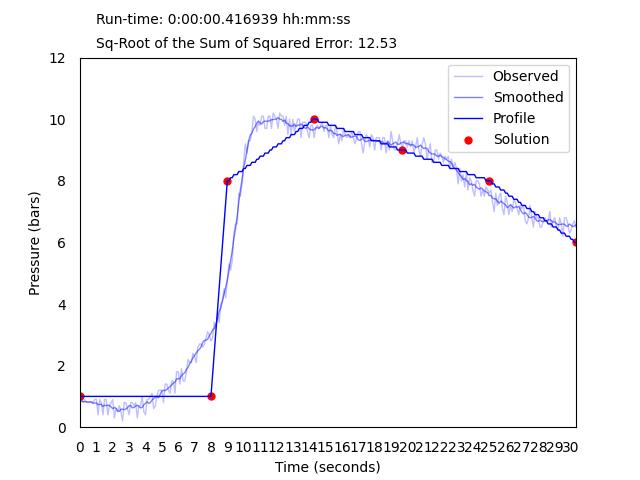 Run-time: 0:00:00.416939 hh:mm:ss
Sq-Root of the Sum of Squared Error: 12.53
12
10
8
6
4
2
0
Pressure (bars)
Observed
Smoothed
Profile
Solution
0 1 2 3 4 5 6 7 8 9 10 11 12 13 14 15 16 17 18 19 20 21 22 23 24 25 26 27 28 29 30
Time (seconds)